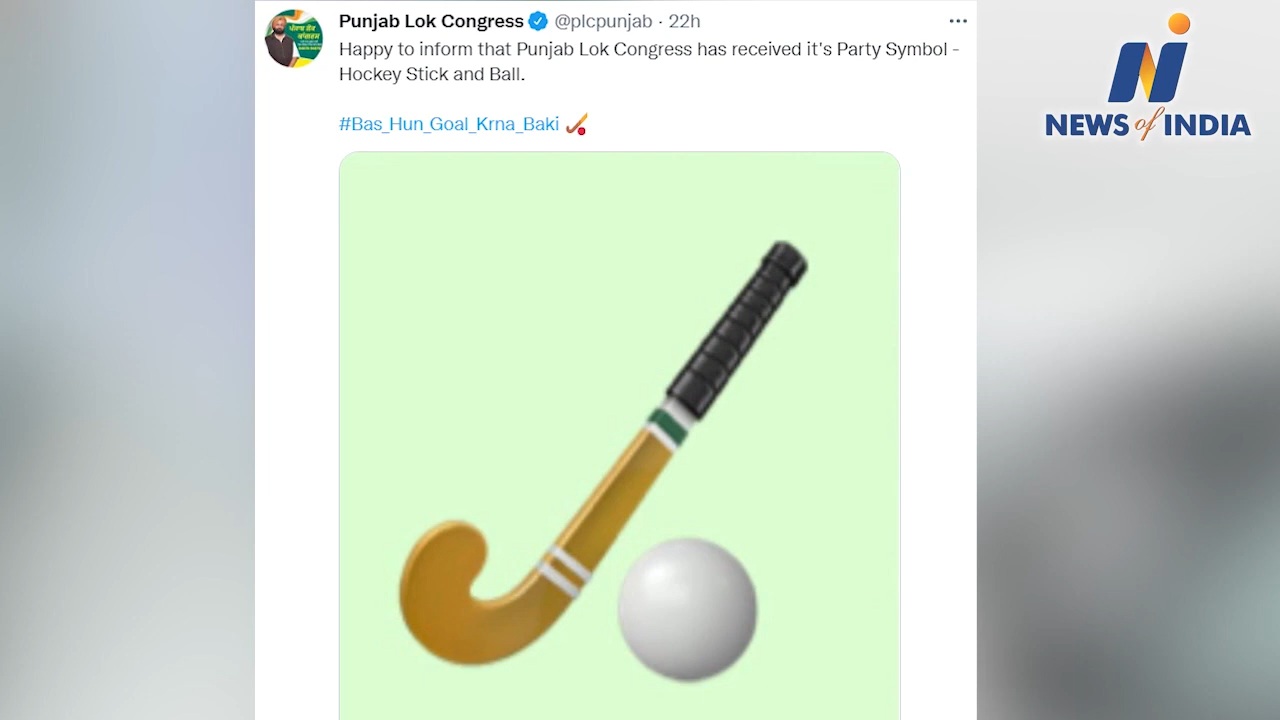 Punjab Lok Congress @plcpunjab · 22h
Happy to inform that Punjab Lok Congress has received it's Party Symbol -
Hockey Stick and Ball.
#Bas_Hun_Goal_Krna_Baki
NEWS of INDIA
ਪੰਜਾਬ ਲੋਕ
ਕਾਂਗਰਸ